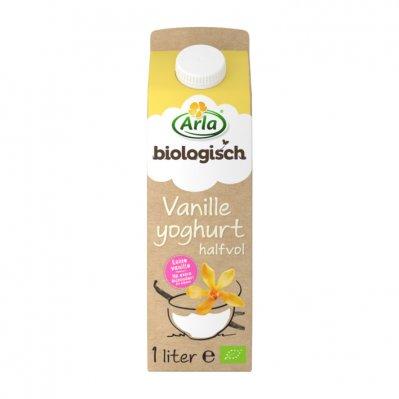 Arla
biologisch
Vanille
yoghurt
halfvol
Echte
vanille
1 liter e